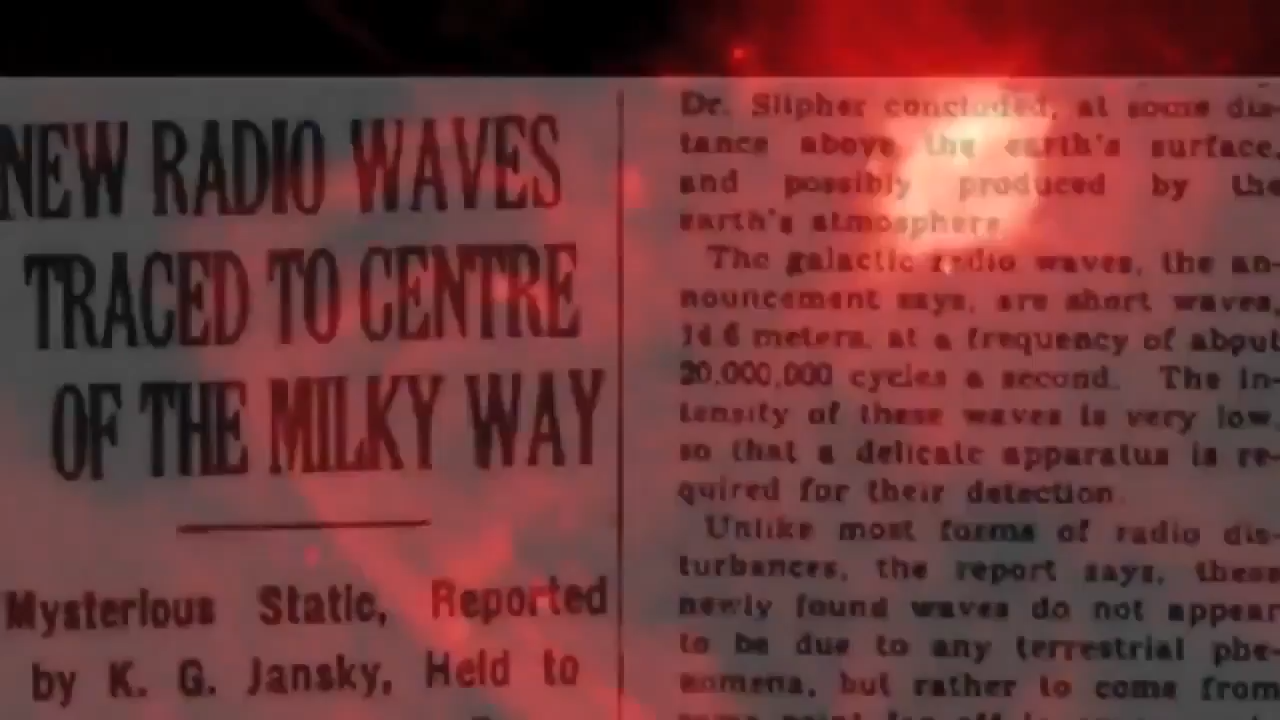 NEW RADIO WAVES
TRACED TO CENTRE
OF THE MILKY WAY
Mysterious Static, Reported
by K. G. Jansky, Held to
Dr. Slipher concluded, at some dis-
tance above the earth's surface,
and possibly produced by the
earth's atmosphere
The galactic radio waves, the an-
nouncement says, are short waves,
14.6 meters, at a frequency of about
20,000,000 cycles a second. The in-
tensity of these waves is very low,
so that a delicate apparatus is re-
quired for their detection.
Unlike most forms of radio dis-
turbances, the report says, these
newly found waves do not appear
to be due to any terrestrial phe-
nomena, but rather to come from